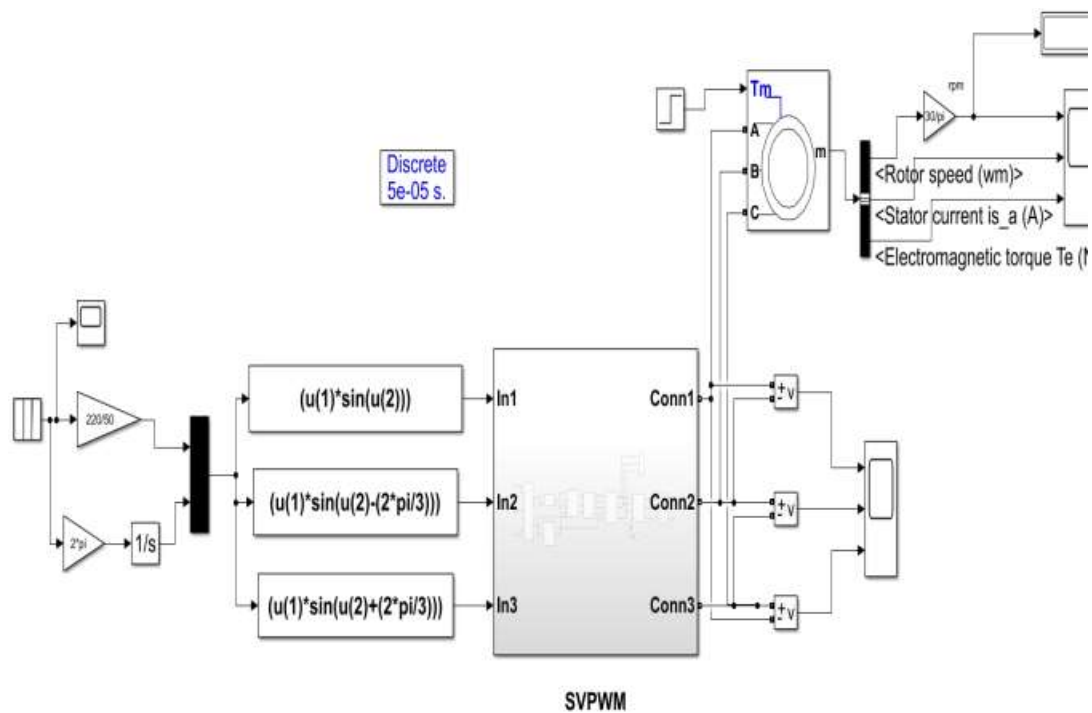 rpm
Tm
A
B
C
m
30/pi
Discrete
5e-05 s.
<Rotor speed (wm)>
<Stator current is_a (A)>
<Electromagnetic torque Te (N
220/50
2*pi
1/s
(u(1)*sin(u(2)))
(u(1)*sin(u(2)-(2*pi/3)))
(u(1)*sin(u(2)+(2*pi/3)))
In1
In2
In3
Conn1
Conn2
Conn3
+
-
v
+
-
v
+
-
v
SVPWM